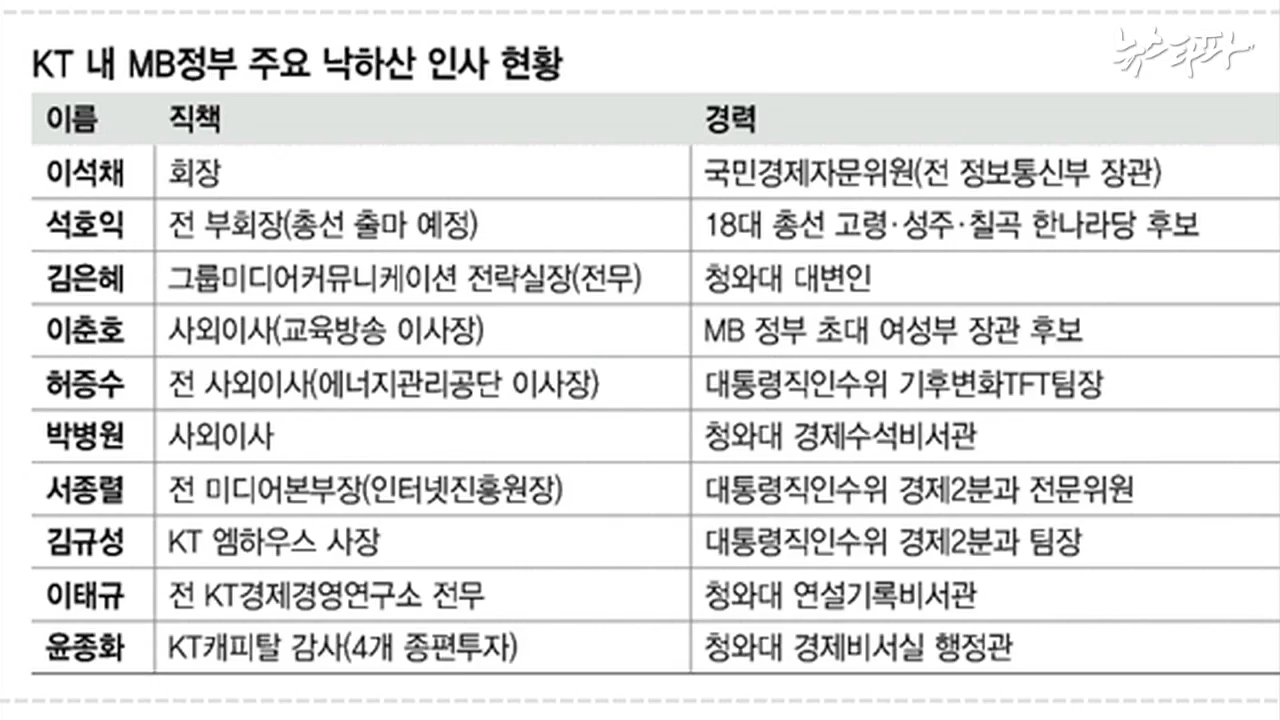 뉴스타파
KT 내 MB정부 주요 낙하산 인사 현황
이름 직책 경력
이석채 회장 국민경제자문위원(전 정보통신부 장관)
석호익 전 부회장(총선 출마 예정) 18대 총선 고령·성주·칠곡 한나라당 후보
김은혜 그룹미디어커뮤니케이션 전략실장(전무) 청와대 대변인
이춘호 사외이사(교육방송 이사장) MB 정부 초대 여성부 장관 후보
허증수 전 사외이사(에너지관리공단 이사장) 대통령직인수위 기후변화TFT팀장
박병원 사외이사 청와대 경제수석비서관
서종렬 전 미디어본부장(인터넷진흥원장) 대통령직인수위 경제2분과 전문위원
김규성 KT 엠하우스 사장 대통령직인수위 경제2분과 팀장
이태규 전 KT경제경영연구소 전무 청와대 연설기록비서관
윤종화 KT캐피탈 감사(4개 종편투자) 청와대 경제비서실 행정관